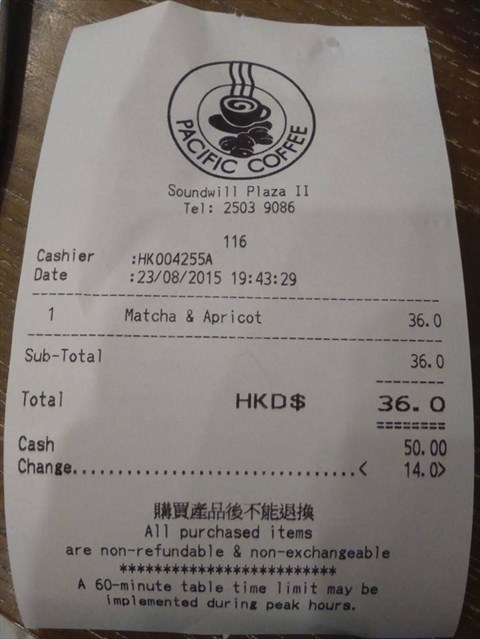 PACIFIC COFFEE
Soundwill Plaza II
Tel: 2503 9086
116
Cashier :HK004255A
Date :23/08/2015 19:43:29
--------------------------------
1 Matcha & Apricot 36.0
--------------------------------
Sub-Total 36.0
--------
Total HKD$ 36.0
========
Cash 50.00
Change................................< 14.0>
購買產品後不能退換
All purchased items
are non-refundable & non-exchangeable
*************************
A 60-minute table time limit may be
implemented during peak hours.